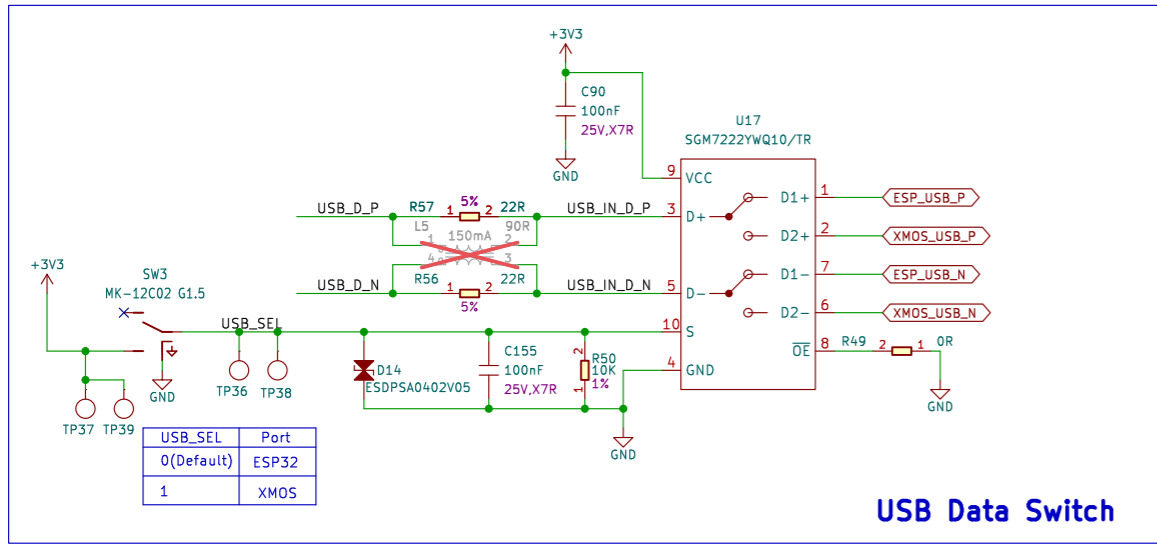 +3V3
C90
100nF
25V,X7R
GND
U17
SGM7222YWQ10/TR
9 VCC
3 D+
5 D-
10 S
4 GND
D1+ 1 ESP_USB_P
D2+ 2 XMOS_USB_P
D1- 7 ESP_USB_N
D2- 6 XMOS_USB_N
OE 8 R49 2 1 0R
GND
USB_D_P R57 1 5% 2 22R USB_IN_D_P
L5 150mA 90R
1 2
4 3
USB_D_N R56 1 5% 2 22R USB_IN_D_N
+3V3
SW3
MK-12C02 G1.5
USB_SEL
GND
TP36 TP38
TP37 TP39
D14
ESDPSA0402V05
C155
100nF
25V,X7R
2 R50
10K
1 1%
GND
USB_SEL Port
0(Default) ESP32
1 XMOS
USB Data Switch